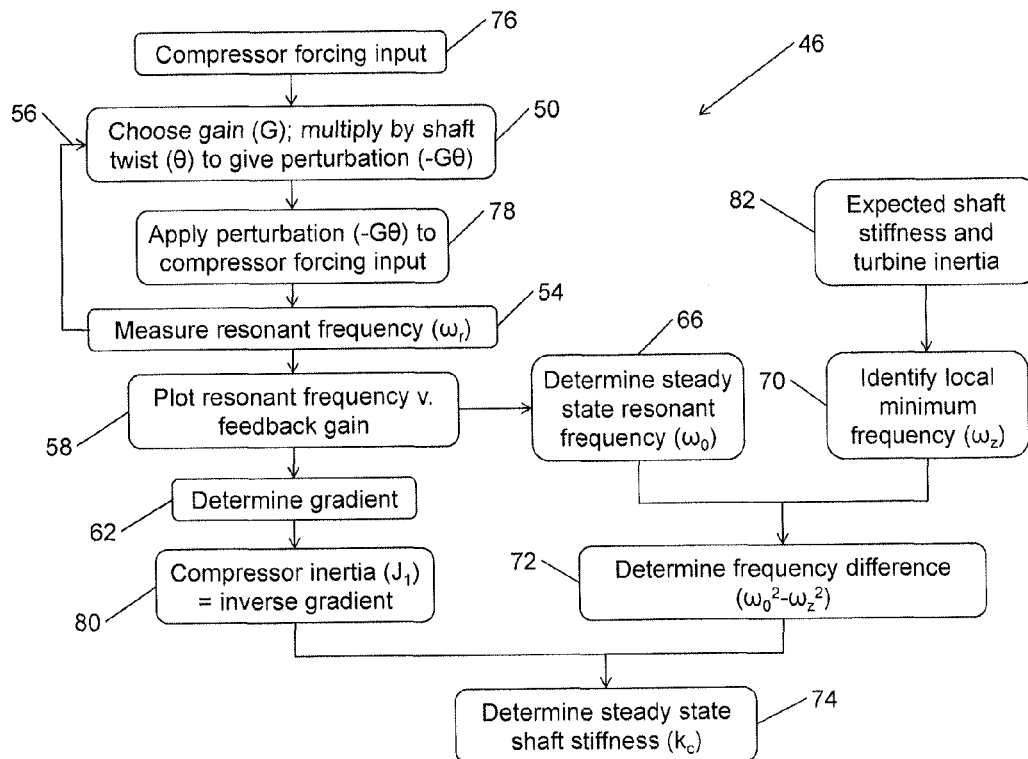 76
Compressor forcing input
46
56
50
Choose gain (G); multiply by shaft
twist (θ) to give perturbation (-Gθ)
78
Apply perturbation (-Gθ) to
compressor forcing input
82
Expected shaft
stiffness and
turbine inertia
54
Measure resonant frequency (ωr)
66
Plot resonant frequency v.
feedback gain
58
Determine steady
state resonant
frequency (ω0)
70
Identify local
minimum
frequency (ωz)
Determine gradient
62
Compressor inertia (J1)
= inverse gradient
80
72
Determine frequency difference
(ω0²-ωz²)
Determine steady state
shaft stiffness (kc)
74